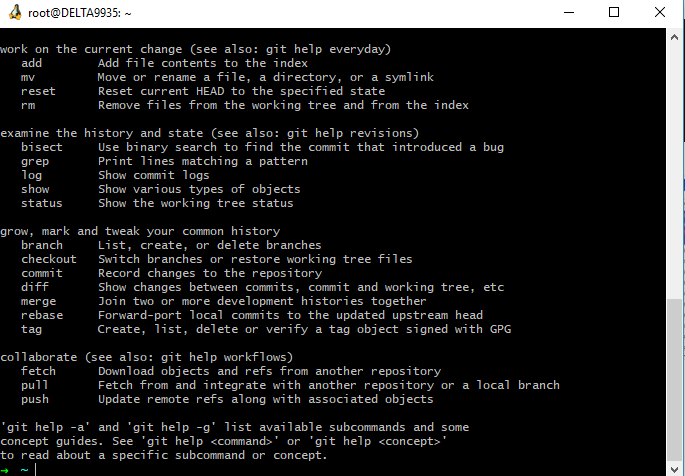 root@DELTA9935: ~
work on the current change (see also: git help everyday)
   add        Add file contents to the index
   mv         Move or rename a file, a directory, or a symlink
   reset      Reset current HEAD to the specified state
   rm         Remove files from the working tree and from the index

examine the history and state (see also: git help revisions)
   bisect     Use binary search to find the commit that introduced a bug
   grep       Print lines matching a pattern
   log        Show commit logs
   show       Show various types of objects
   status     Show the working tree status

grow, mark and tweak your common history
   branch     List, create, or delete branches
   checkout   Switch branches or restore working tree files
   commit     Record changes to the repository
   diff       Show changes between commits, commit and working tree, etc
   merge      Join two or more development histories together
   rebase     Forward-port local commits to the updated upstream head
   tag        Create, list, delete or verify a tag object signed with GPG

collaborate (see also: git help workflows)
   fetch      Download objects and refs from another repository
   pull       Fetch from and integrate with another repository or a local branch
   push       Update remote refs along with associated objects

'git help -a' and 'git help -g' list available subcommands and some
concept guides. See 'git help <command>' or 'git help <concept>'
to read about a specific subcommand or concept.
→  ~